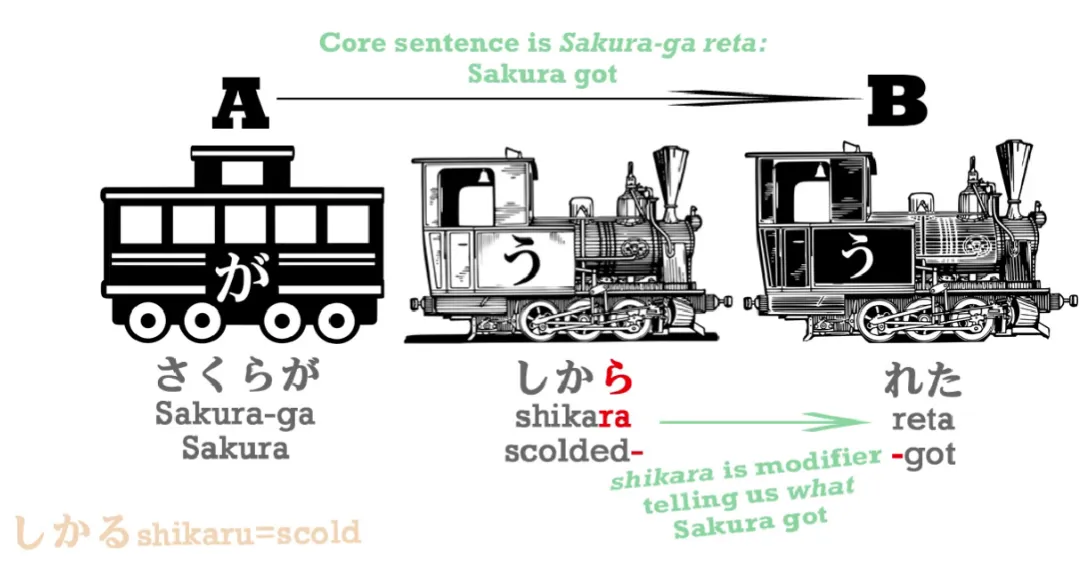 Core sentence is Sakura-ga reta:
Sakura got
A
B
が
う
う
さくらが
Sakura-ga
Sakura
しから
shikara
scolded-
れた
reta
-got
shikara is modifier
telling us what
Sakura got
しかる shikaru=scold